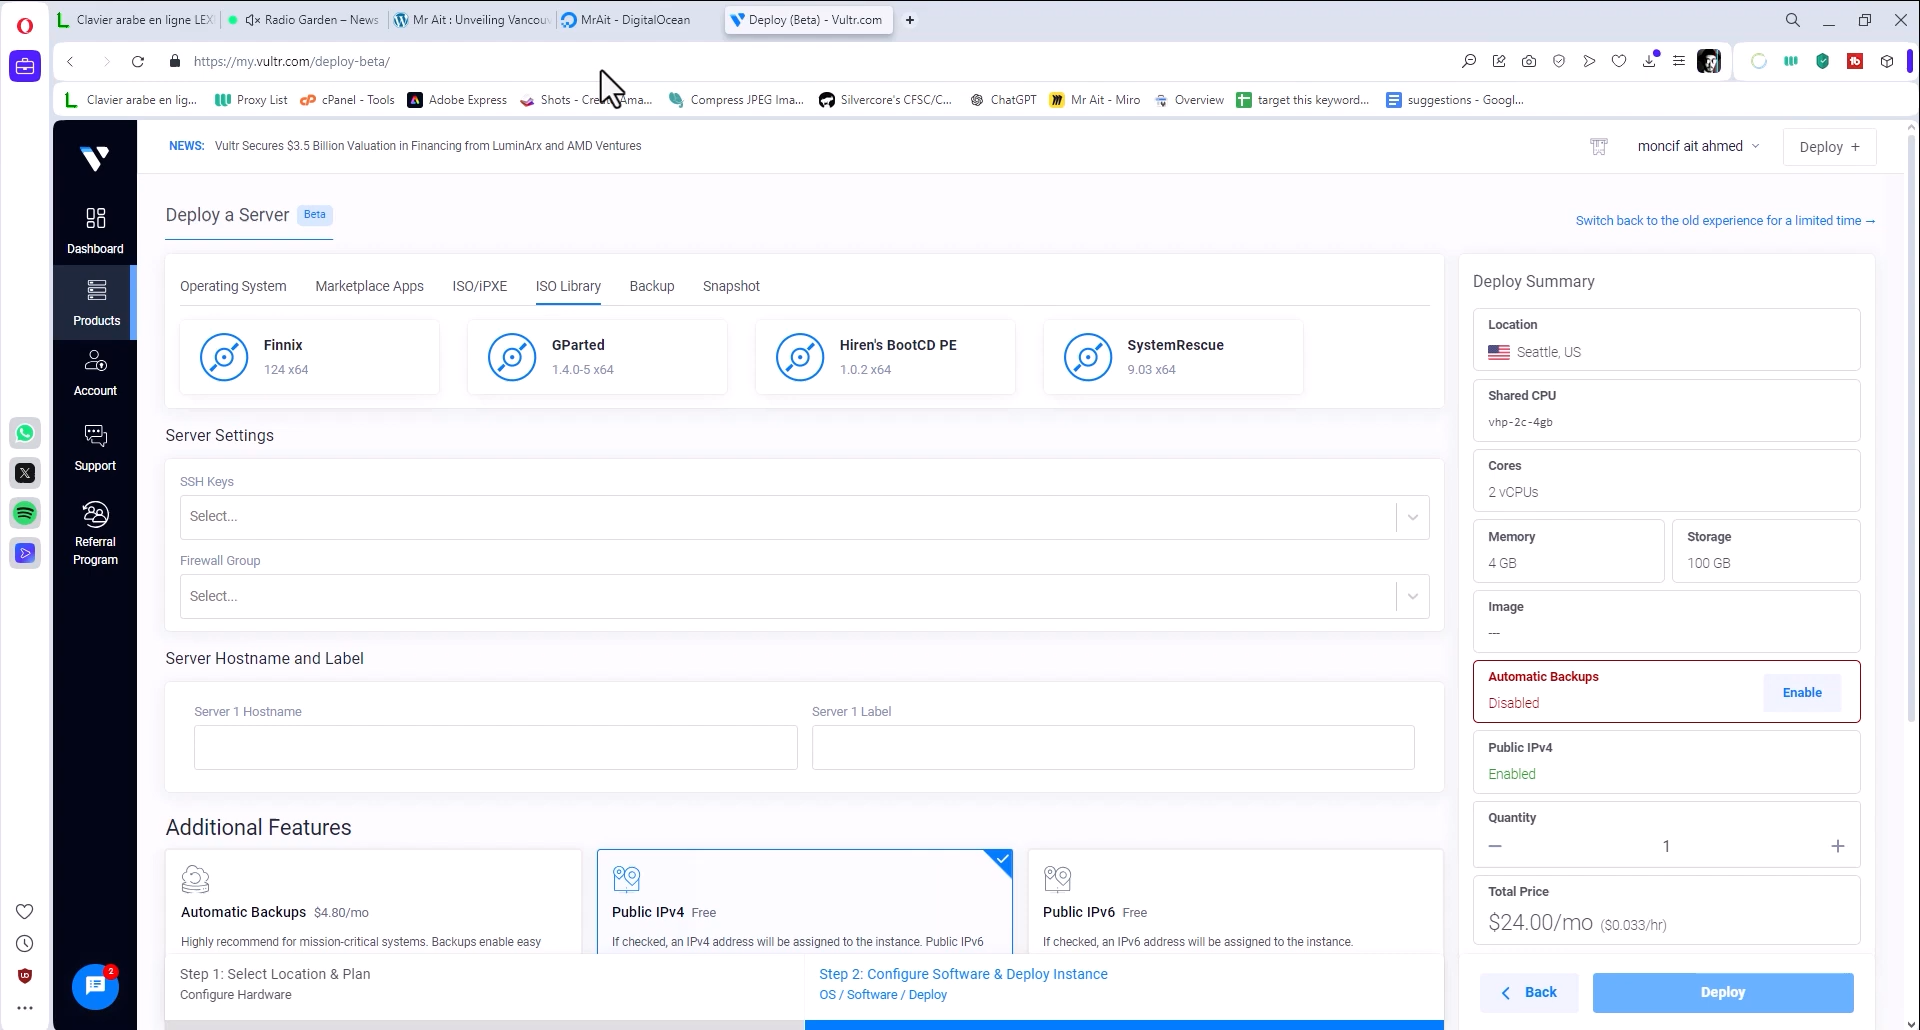 Clavier arabe en ligne LEX
Radio Garden – News
Mr Ait : Unveiling Vancouv
MrAit - DigitalOcean
Deploy (Beta) - Vultr.com
https://my.vultr.com/deploy-beta/
Clavier arabe en lig...
Proxy List
cPanel - Tools
Adobe Express
Compress JPEG Ima...
Silvercore's CFSC/C...
ChatGPT
Mr Ait - Miro
Overview
target this keyword...
suggestions - Googl...
NEWS: Vultr Secures $3.5 Billion Valuation in Financing from LuminArx and AMD Ventures
moncif ait ahmed
Deploy +
Dashboard
Products
Account
Support
Referral
Program
2
Deploy a Server Beta
Switch back to the old experience for a limited time →
Operating System
Marketplace Apps
ISO/iPXE
ISO Library
Backup
Snapshot
Finnix
124 x64
GParted
1.4.0-5 x64
Hiren's BootCD PE
1.0.2 x64
SystemRescue
9.03 x64
Server Settings
SSH Keys
Select...
Firewall Group
Select...
Server Hostname and Label
Server 1 Hostname
Server 1 Label
Additional Features
Automatic Backups $4.80/mo
Highly recommend for mission-critical systems. Backups enable easy
Public IPv4 Free
If checked, an IPv4 address will be assigned to the instance. Public IPv6
Public IPv6 Free
If checked, an IPv6 address will be assigned to the instance.
Step 1: Select Location & Plan
Configure Hardware
Step 2: Configure Software & Deploy Instance
OS / Software / Deploy
Deploy Summary
Location
Seattle, US
Shared CPU
vhp-2c-4gb
Cores
2 vCPUs
Memory
4 GB
Storage
100 GB
Image
---
Automatic Backups
Disabled
Enable
Public IPv4
Enabled
Quantity
1
Total Price
$24.00/mo ($0.033/hr)
Back
Deploy